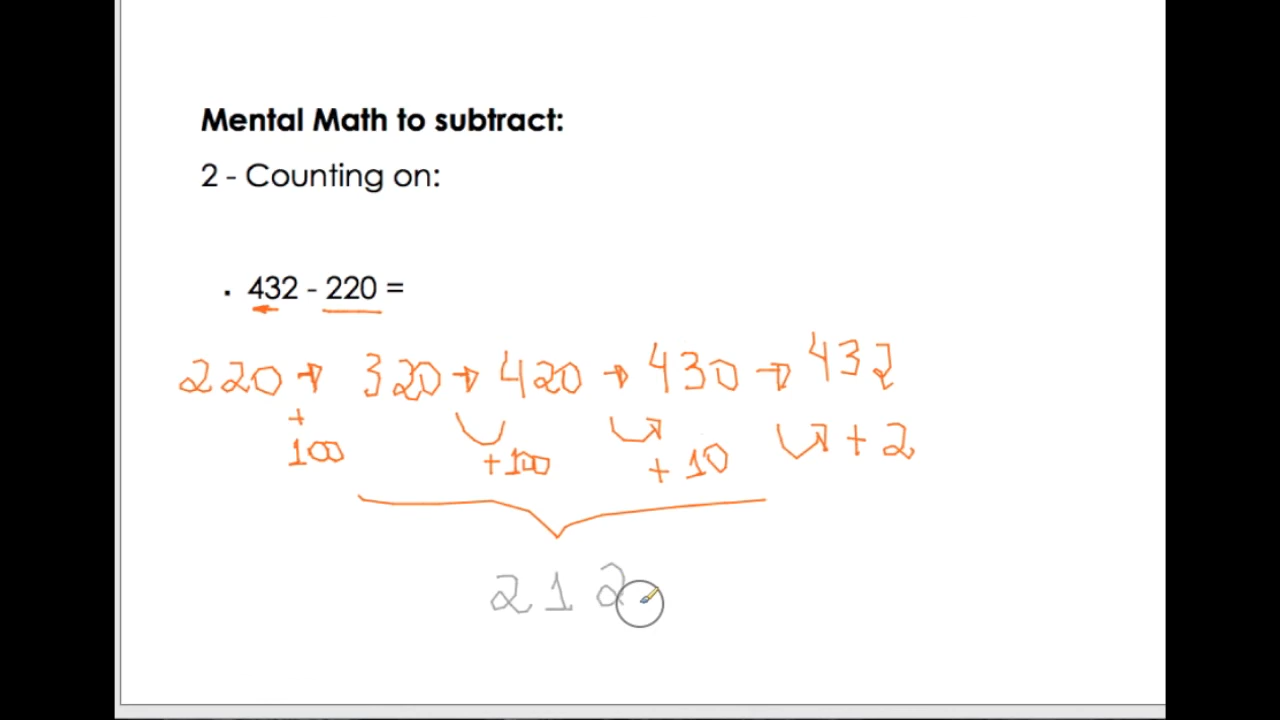 Mental Math to subtract:
2 - Counting on:
. 432 - 220 =
220 → 320 → 420 → 430 → 432
+ 100 +100 + 10 + 2
212